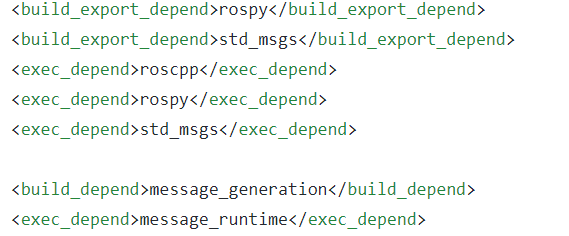 <build_export_depend>rospy</build_export_depend>
<build_export_depend>std_msgs</build_export_depend>
<exec_depend>roscpp</exec_depend>
<exec_depend>rospy</exec_depend>
<exec_depend>std_msgs</exec_depend>
<build_depend>message_generation</build_depend>
<exec_depend>message_runtime</exec_depend>